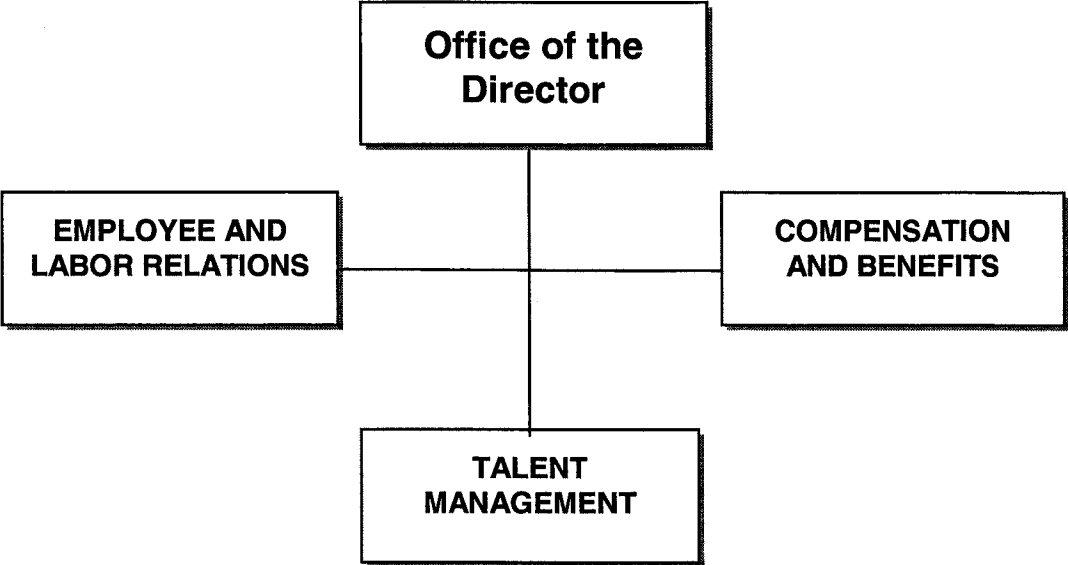 Office of the
Director
EMPLOYEE AND
LABOR RELATIONS
COMPENSATION
AND BENEFITS
TALENT
MANAGEMENT